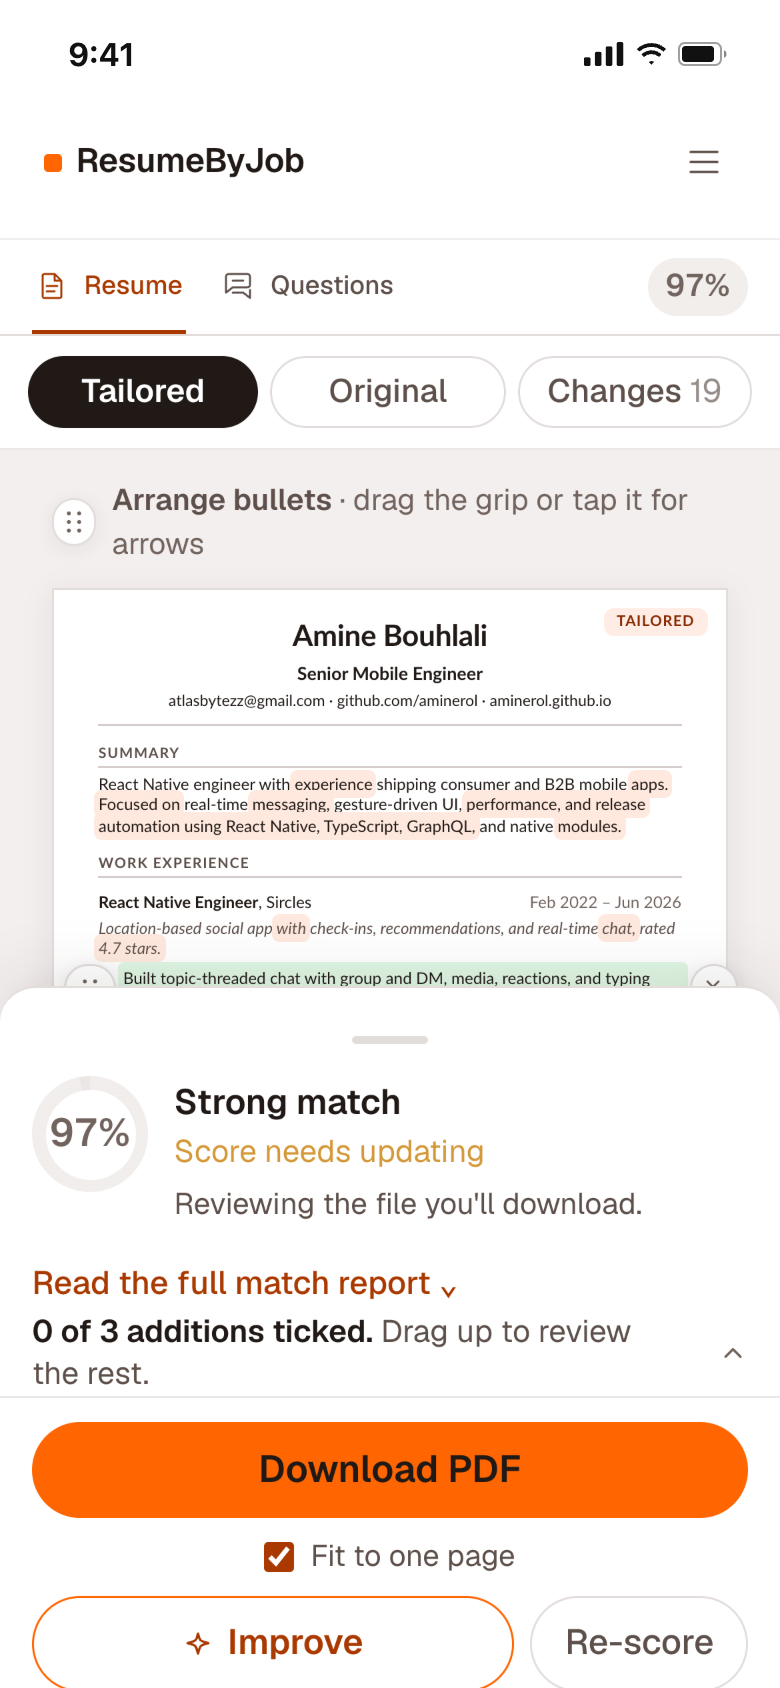 9:41
ResumeByJob
Resume
Questions
97%
Tailored
Original
Changes 19
Arrange bullets · drag the grip or tap it for
arrows
TAILORED
Amine Bouhlali
Senior Mobile Engineer
atlasbytezz@gmail.com · github.com/aminerol · aminerol.github.io
SUMMARY
React Native engineer with experience shipping consumer and B2B mobile apps.
Focused on real-time messaging, gesture-driven UI, performance, and release
automation using React Native, TypeScript, GraphQL, and native modules.
WORK EXPERIENCE
React Native Engineer, Sircles
Feb 2022 – Jun 2026
Location-based social app with check-ins, recommendations, and real-time chat, rated
4.7 stars.
Built topic-threaded chat with group and DM, media, reactions, and typing
97%
Strong match
Score needs updating
Reviewing the file you'll download.
Read the full match report
0 of 3 additions ticked. Drag up to review
the rest.
Download PDF
Fit to one page
Improve
Re-score